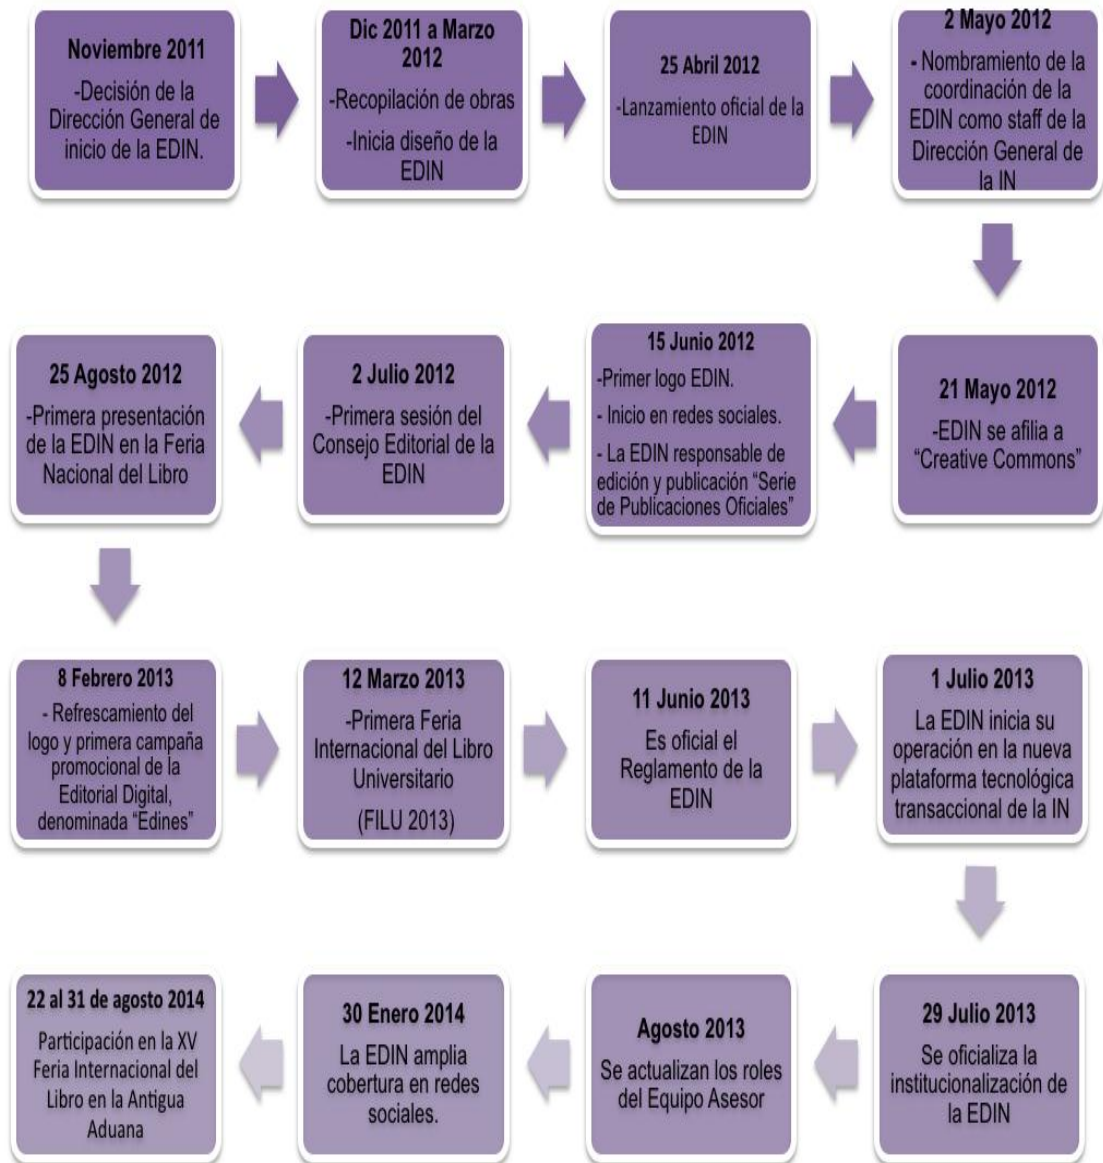 Noviembre 2011
-Decisión de la
Dirección General de
inicio de la EDIN.
Dic 2011 a Marzo
2012
-Recopilación de obras
-Inicia diseño de la
EDIN
25 Abril 2012
-Lanzamiento oficial de la
EDIN
2 Mayo 2012
- Nombramiento de la
coordinación de la
EDIN como staff de la
Dirección General de
la IN
21 Mayo 2012
-EDIN se afilia a
“Creative Commons”
15 Junio 2012
-Primer logo EDIN.
- Inicio en redes sociales.
- La EDIN responsable de
edición y publicación “Serie
de Publicaciones Oficiales”
2 Julio 2012
-Primera sesión del
Consejo Editorial de la
EDIN
25 Agosto 2012
-Primera presentación
de la EDIN en la Feria
Nacional del Libro
8 Febrero 2013
- Refrescamiento del
logo y primera campaña
promocional de la
Editorial Digital,
denominada “Edines”
12 Marzo 2013
-Primera Feria
Internacional del Libro
Universitario
(FILU 2013)
11 Junio 2013
Es oficial el
Reglamento de la
EDIN
1 Julio 2013
La EDIN inicia su
operación en la nueva
plataforma tecnológica
transaccional de la IN
29 Julio 2013
Se oficializa la
institucionalización de
la EDIN
Agosto 2013
Se actualizan los roles
del Equipo Asesor
30 Enero 2014
La EDIN amplia
cobertura en redes
sociales.
22 al 31 de agosto 2014
Participación en la XV
Feria Internacional del
Libro en la Antigua
Aduana